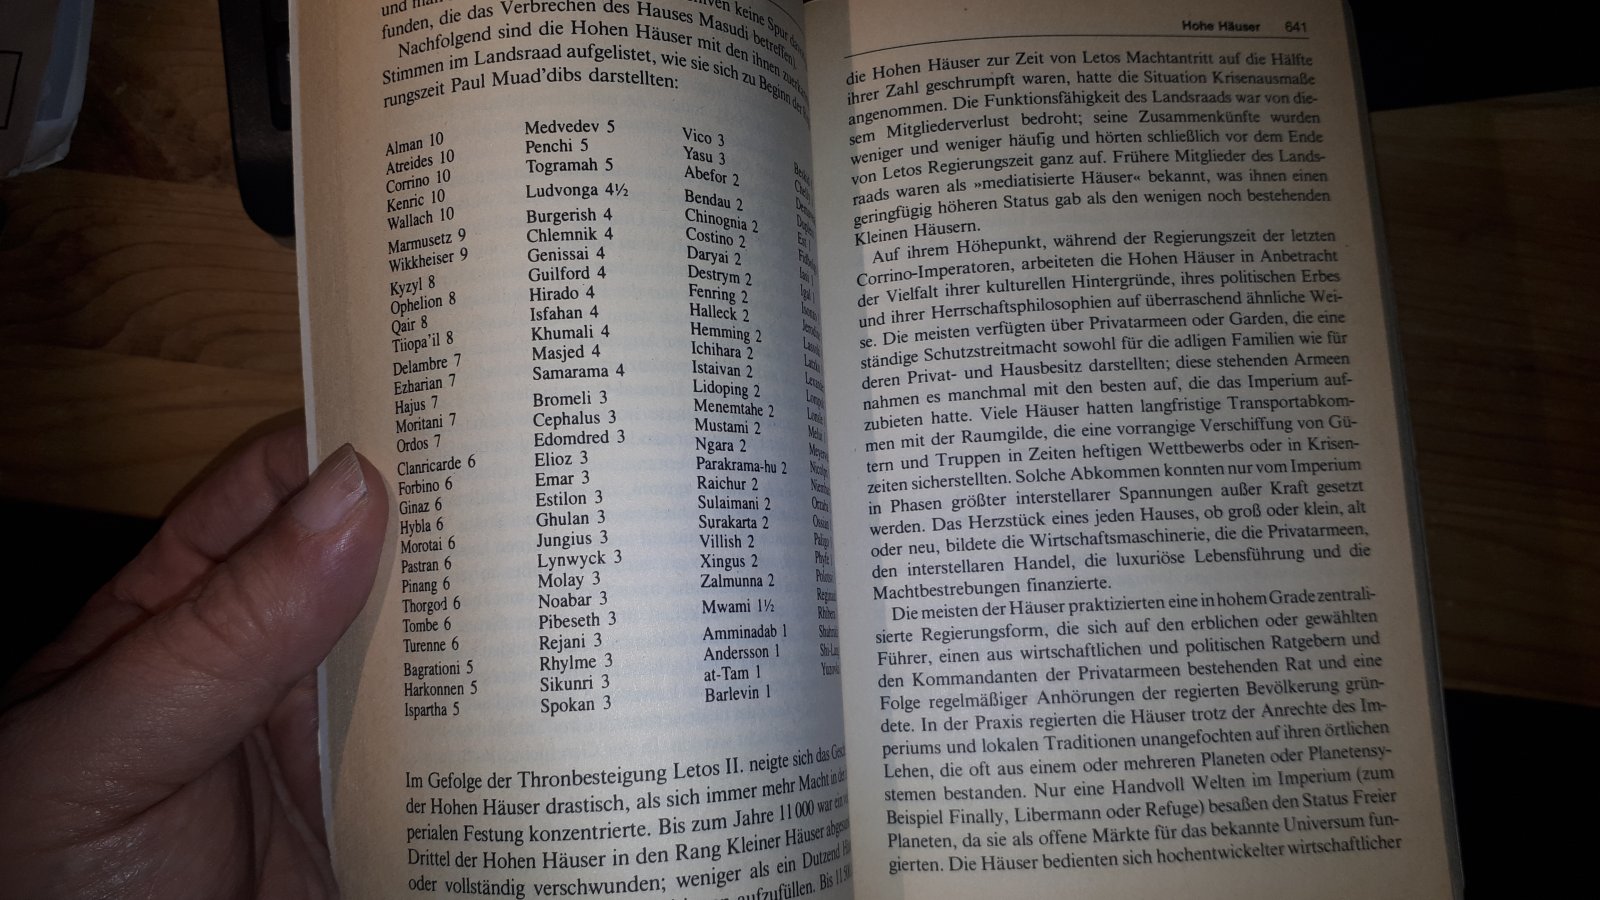 und man
keine Spur
funden, die das Verbrechen des Hauses Masudi betreffen).
Nachfolgend sind die Hohen Häuser mit den ihnen
Stimmen im Landsraad aufgelistet, wie sie sich zu Beginn der
rungszeit Paul Muad'dibs darstellten:
Alman 10
Atreides 10
Corrino 10
Kenric 10
Wallach 10
Marmusetz 9
Wikkheiser 9
Kyzyl 8
Ophelion 8
Qair 8
Tiiopa'il 8
Delambre 7
Ezharian 7
Hajus 7
Moritani 7
Ordos 7
Clanricarde 6
Forbino 6
Ginaz 6
Hybla 6
Morotai 6
Pastran 6
Pinang 6
Thorgod 6
Tombe 6
Turenne 6
Bagrationi 5
Harkonnen 5
Ispartha 5
Medvedev 5
Penchi 5
Togramah 5
Ludvonga 4½
Burgerish 4
Chlemnik 4
Genissai 4
Guilford 4
Hirado 4
Isfahan 4
Khumali 4
Masjed 4
Samarama 4
Bromeli 3
Cephalus 3
Edomdred 3
Elioz 3
Emar 3
Estilon 3
Ghulan 3
Jungius 3
Lynwyck 3
Molay 3
Noabar 3
Pibeseth 3
Rejani 3
Rhylme 3
Sikunri 3
Spokan 3
Vico 3
Yasu 3
Abefor 2
Bendau 2
Chinognia 2
Costino 2
Daryai 2
Destrym 2
Fenring 2
Halleck 2
Hemming 2
Ichihara 2
Istaivan 2
Lidoping 2
Menemtahe 2
Mustami 2
Ngara 2
Parakrama-hu 2
Raichur 2
Sulaimani 2
Surakarta 2
Villish 2
Xingus 2
Zalmunna 2
Mwami 1½
Amminadab 1
Andersson 1
at-Tam 1
Barlevin 1
Im Gefolge der Thronbesteigung Letos II. neigte sich das
der Hohen Häuser drastisch, als sich immer mehr Macht in der
perialen Festung konzentrierte. Bis zum Jahre 11 000 war ein
Drittel der Hohen Häuser in den Rang Kleiner Häuser
oder vollständig verschwunden; weniger als ein Dutzend
aufzufüllen. Bis
Hohe Häuser 641
die Hohen Häuser zur Zeit von Letos Machtantritt auf die Hälfte
ihrer Zahl geschrumpft waren, hatte die Situation Krisenausmaße
angenommen. Die Funktionsfähigkeit des Landsraads war von die-
sem Mitgliederverlust bedroht; seine Zusammenkünfte wurden
weniger und weniger häufig und hörten schließlich vor dem Ende
von Letos Regierungszeit ganz auf. Frühere Mitglieder des Lands-
raads waren als »mediatisierte Häuser« bekannt, was ihnen einen
geringfügig höheren Status gab als den wenigen noch bestehenden
Kleinen Häusern.
Auf ihrem Höhepunkt, während der Regierungszeit der letzten
Corrino-Imperatoren, arbeiteten die Hohen Häuser in Anbetracht
der Vielfalt ihrer kulturellen Hintergründe, ihres politischen Erbes
und ihrer Herrschaftsphilosophien auf überraschend ähnliche Wei-
se. Die meisten verfügten über Privatarmeen oder Garden, die eine
ständige Schutzstreitmacht sowohl für die adligen Familien wie für
deren Privat- und Hausbesitz darstellten; diese stehenden Armeen
nahmen es manchmal mit den besten auf, die das Imperium auf-
zubieten hatte. Viele Häuser hatten langfristige Transportabkom-
men mit der Raumgilde, die eine vorrangige Verschiffung von Gü-
tern und Truppen in Zeiten heftigen Wettbewerbs oder in Krisen-
zeiten sicherstellten. Solche Abkommen konnten nur vom Imperium
in Phasen größter interstellarer Spannungen außer Kraft gesetzt
werden. Das Herzstück eines jeden Hauses, ob groß oder klein, alt
oder neu, bildete die Wirtschaftsmaschinerie, die die Privatarmeen,
den interstellaren Handel, die luxuriöse Lebensführung und die
Machtbestrebungen finanzierte.
Die meisten der Häuser praktizierten eine in hohem Grade zentrali-
sierte Regierungsform, die sich auf den erblichen oder gewählten
Führer, einen aus wirtschaftlichen und politischen Ratgebern und
den Kommandanten der Privatarmeen bestehenden Rat und eine
Folge regelmäßiger Anhörungen der regierten Bevölkerung grün-
dete. In der Praxis regierten die Häuser trotz der Anrechte des Im-
periums und lokalen Traditionen unangefochten auf ihren örtlichen
Lehen, die oft aus einem oder mehreren Planeten oder Planetensy-
stemen bestanden. Nur eine Handvoll Welten im Imperium (zum
Beispiel Finally, Libermann oder Refuge) besaßen den Status Freier
Planeten, da sie als offene Märkte für das bekannte Universum fun-
gierten. Die Häuser bedienten sich hochentwickelter wirtschaftlicher